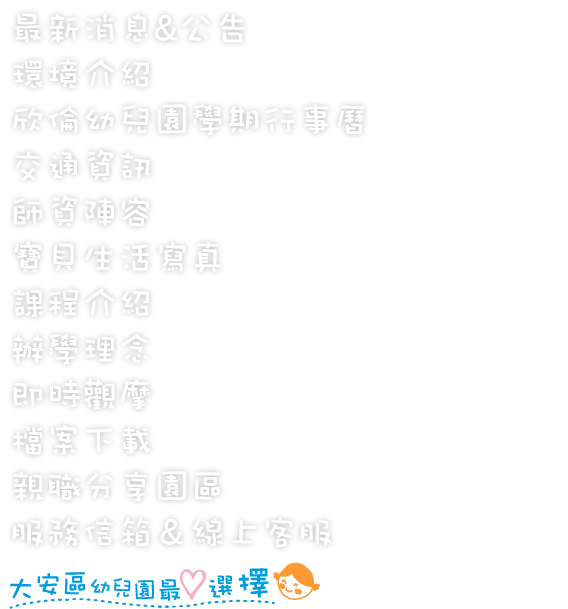 最新消息&公告
環境介紹
欣倫幼兒園學期行事曆
交通資訊
師資陣容
寶貝生活寫真
課程介紹
辦學理念
即時觀摩
檔案下載
親職分享園區
服務信箱&線上客服
大安區幼兒園最♡選擇